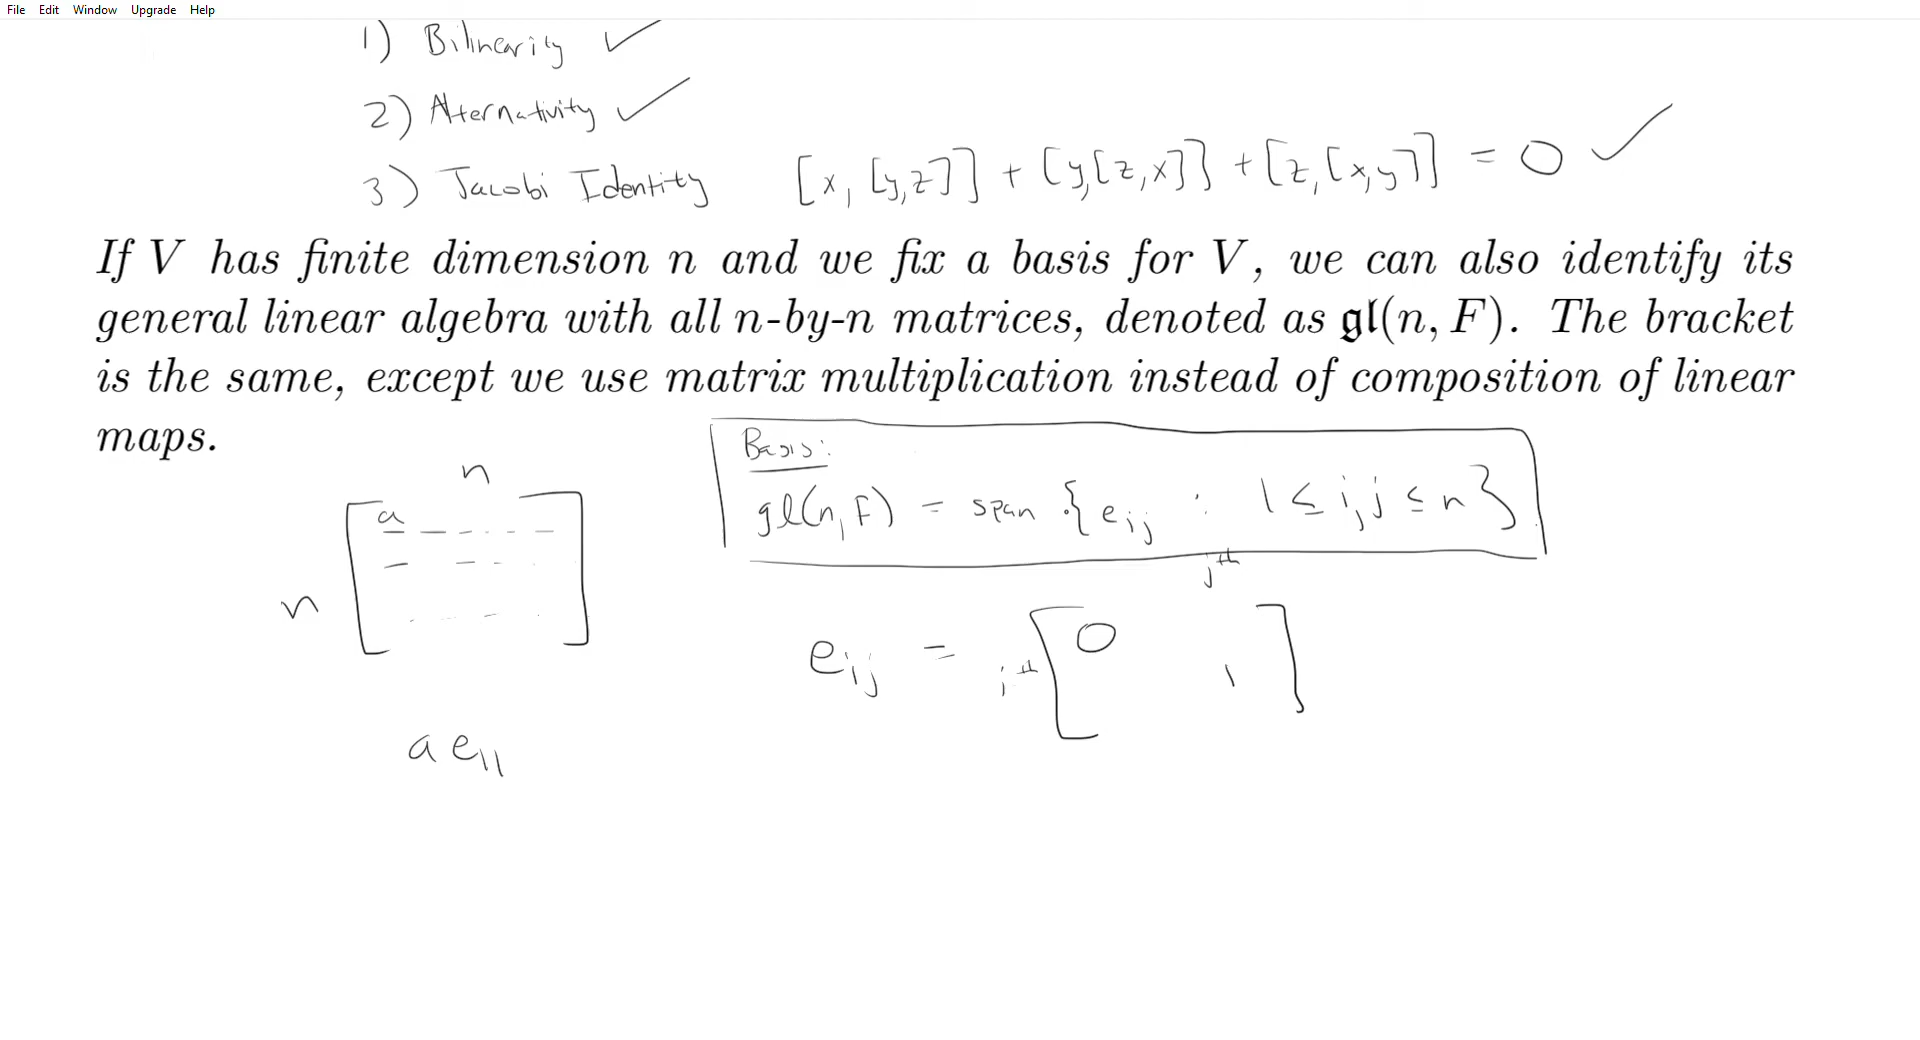 File Edit Window Upgrade Help
1) Bilinearity ✓
2) Alternativity ✓
3) Jacobi Identity [x, [y,z]] + [y,[z,x]] + [z,[x,y]] = 0 ✓
If V has finite dimension n and we fix a basis for V, we can also identify its
general linear algebra with all n-by-n matrices, denoted as 𝔤𝔩(n, F). The bracket
is the same, except we use matrix multiplication instead of composition of linear
maps.
Basis:
n
gl(n,F) = span {e_ij : 1 ≤ i,j ≤ n}
a
jth
n
e_ij = ith [0 1]
a e_11